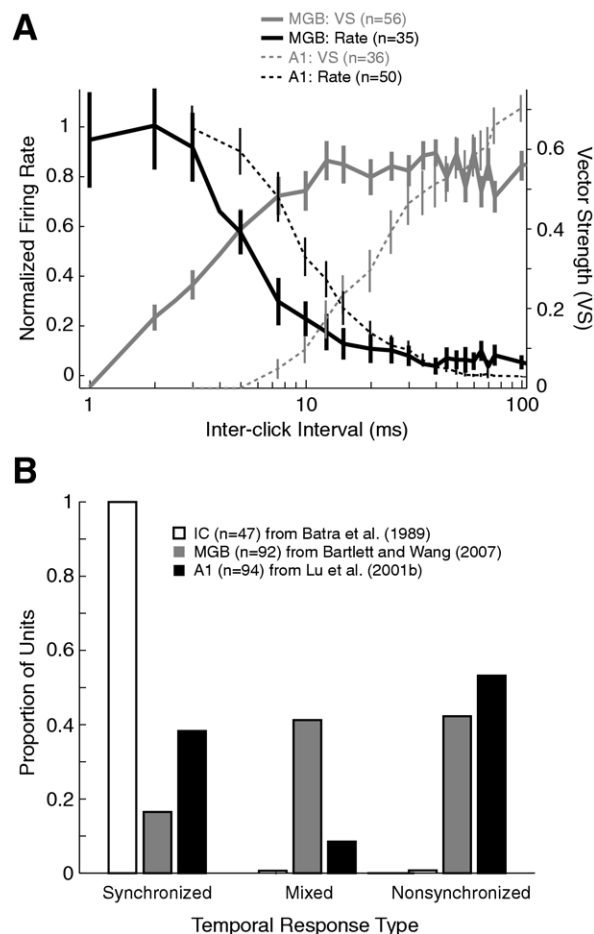 A
MGB: VS (n=56)
MGB: Rate (n=35)
A1: VS (n=36)
A1: Rate (n=50)
1
0.8
0.6
0.4
0.2
0
Normalized Firing Rate
0.6
0.4
0.2
0
Vector Strength (VS)
1
10
100
Inter-click Interval (ms)
B
1
0.8
0.6
0.4
0.2
0
Proportion of Units
IC (n=47) from Batra et al. (1989)
MGB (n=92) from Bartlett and Wang (2007)
A1 (n=94) from Lu et al. (2001b)
Synchronized
Mixed
Nonsynchronized
Temporal Response Type